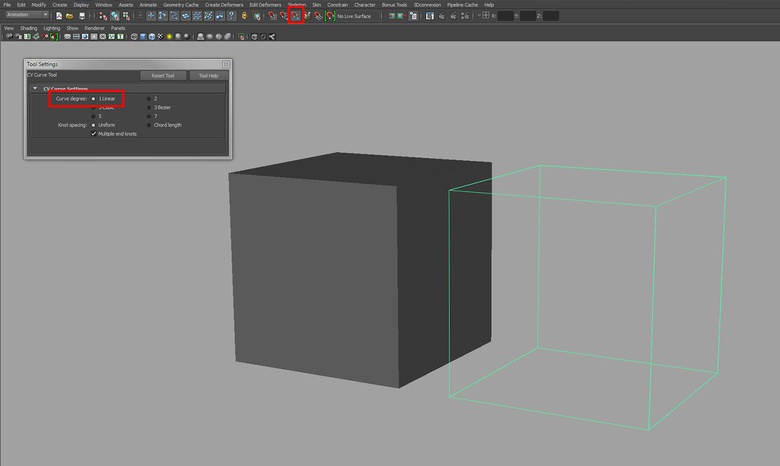 File Edit Modify Create Display Window Assets Animate Geometry Cache Create Deformers Edit Deformers Skeleton Skin Constrain Character Bonus Tools 3Dconnexion Pipeline Cache Help
Animation No Live Surface X: Y: Z:
View Shading Lighting Show Renderer Panels
Tool Settings
CV Curve Tool Reset Tool Tool Help
CV Curve Settings
Curve degree: 1 Linear 2
3 Cubic 3 Bezier
5 7
Knot spacing: Uniform Chord length
Multiple end knots